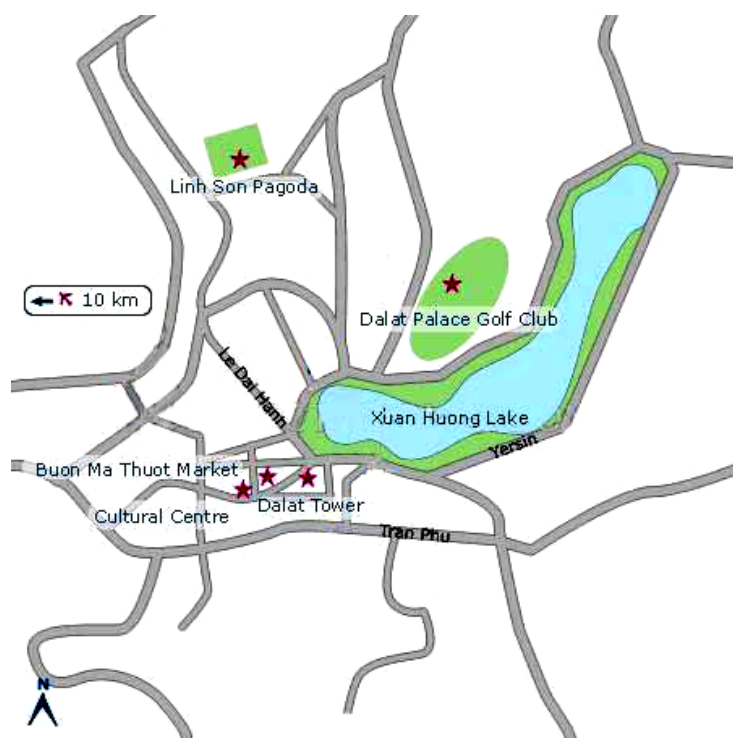 Linh Son Pagoda
10 km
Dalat Palace Golf Club
Le Dai Hanh
Xuan Huong Lake
Yersin
Buon Ma Thuot Market
Dalat Tower
Cultural Centre
Tran Phu
N